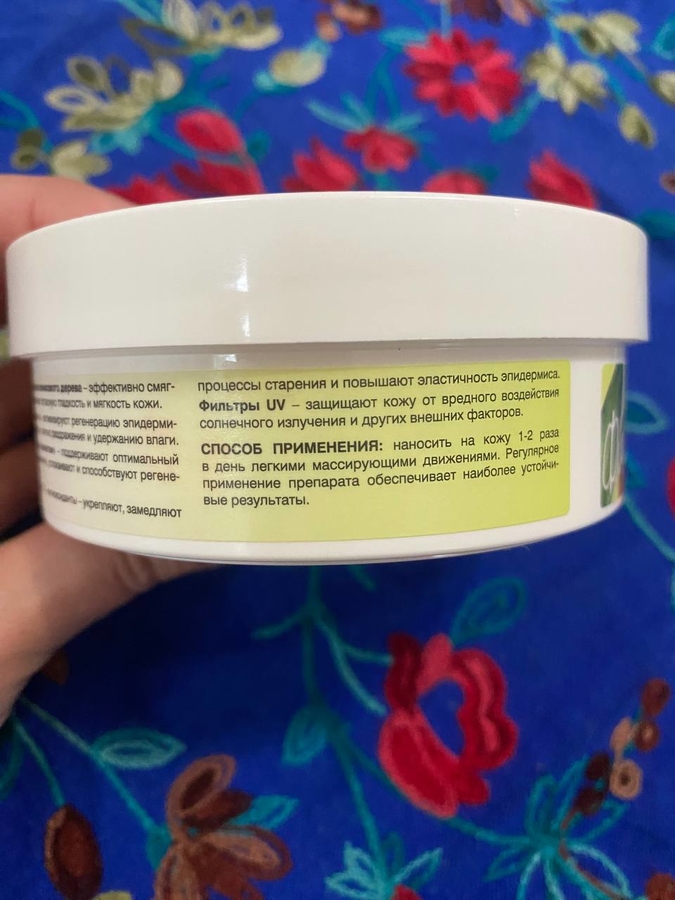 дерева – эффективно смяг-
гладкость и мягкость кожи.
регенерацию эпидерми-
раздражения и удержанию влаги.
– поддерживают оптимальный
и способствуют регене-
– укрепляют, замедляют
процессы старения и повышают эластичность эпидермиса.
Фильтры UV – защищают кожу от вредного воздействия
солнечного излучения и других внешних факторов.
СПОСОБ ПРИМЕНЕНИЯ: наносить на кожу 1-2 раза
в день легкими массирующими движениями. Регулярное
применение препарата обеспечивает наиболее устойчи-
вые результаты.